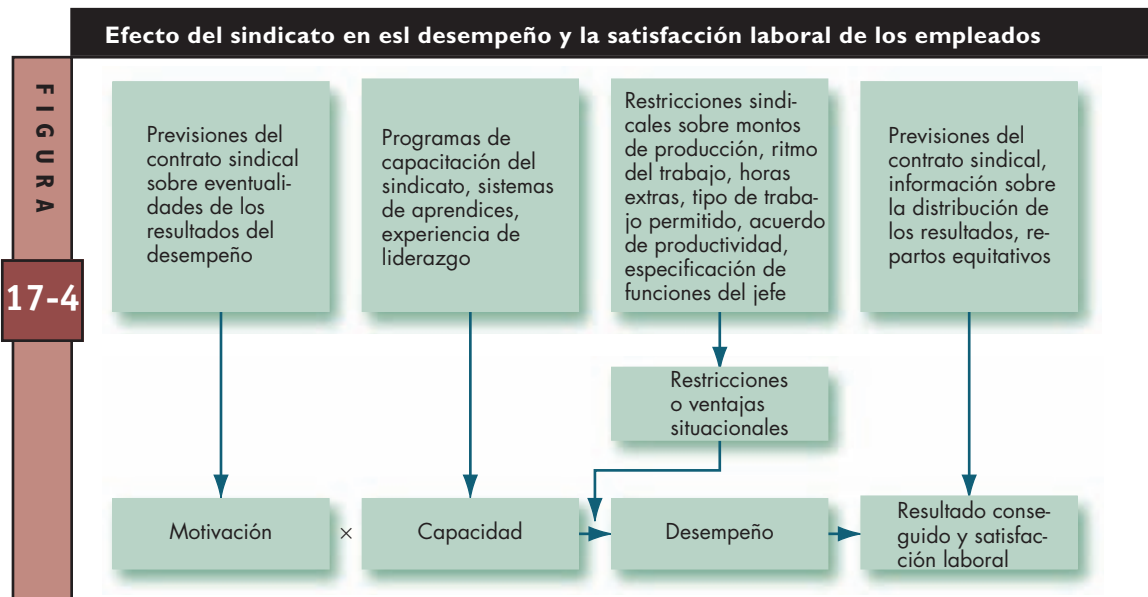 Efecto del sindicato en esl desempeño y la satisfacción laboral de los empleados
FIGURA
17-4
Previsiones del
contrato sindical
sobre eventuali-
dades de los
resultados del
desempeño
Programas de
capacitación del
sindicato, sistemas
de aprendices,
experiencia de
liderazgo
Restricciones sindi-
cales sobre montos
de producción, ritmo
del trabajo, horas
extras, tipo de traba-
jo permitido, acuerdo
de productividad,
especificación de
funciones del jefe
Previsiones del
contrato sindical,
información sobre
la distribución de
los resultados, re-
partos equitativos
Restricciones
o ventajas
situacionales
Motivación
×
Capacidad
Desempeño
Resultado conse-
guido y satisfac-
ción laboral